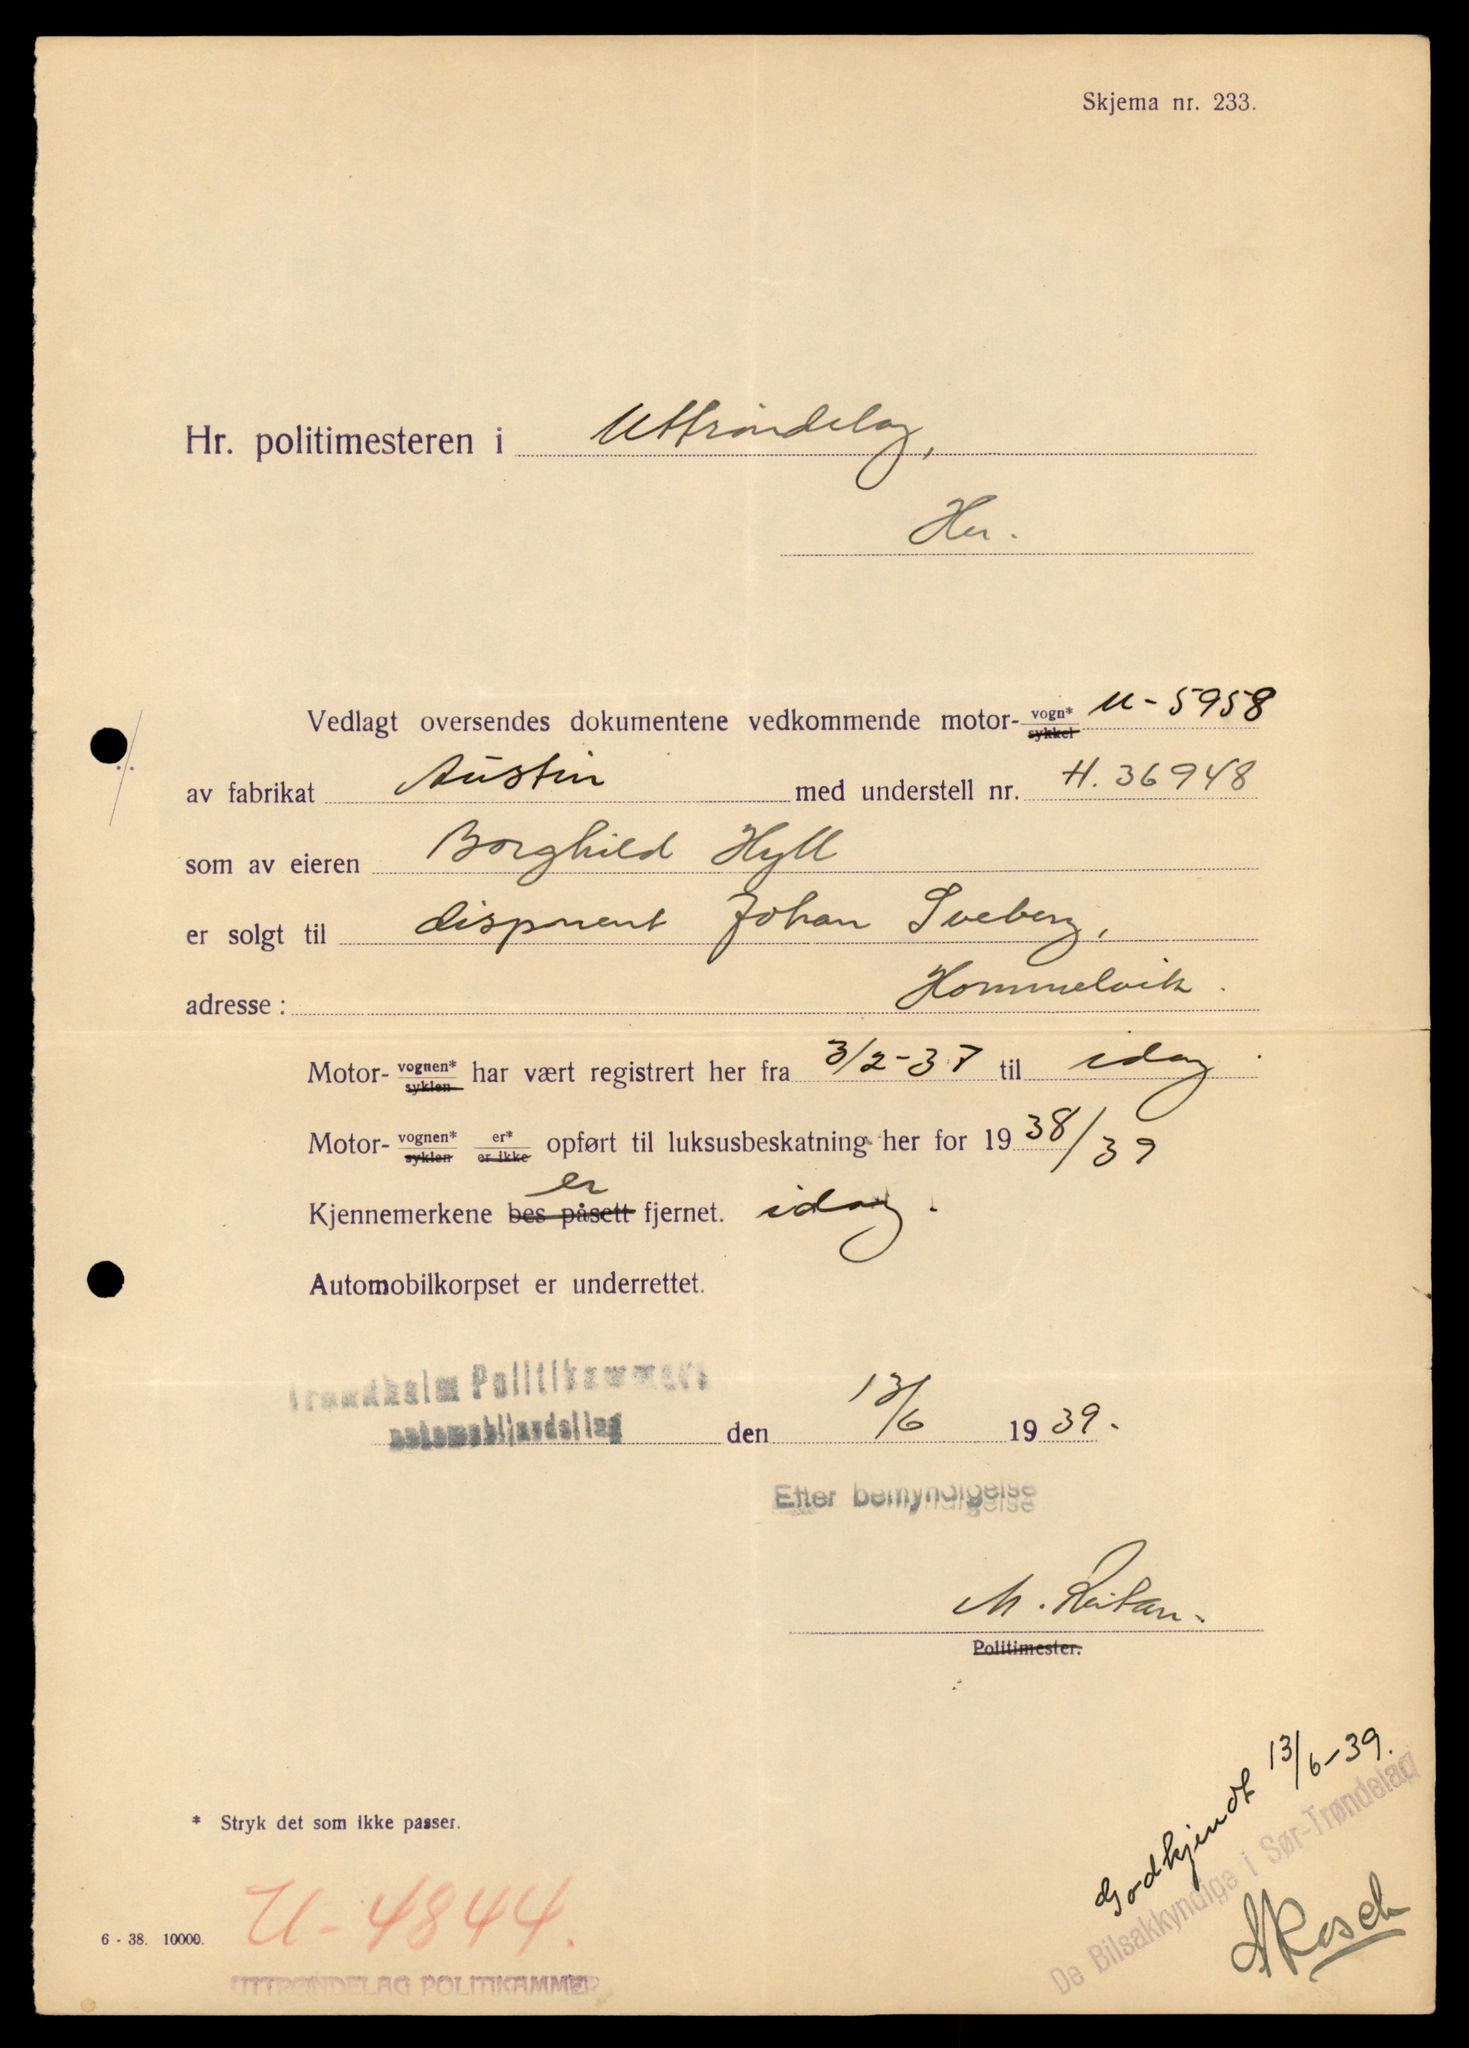 Skjema nr. 233.
Hr. politimesteren i Uttrøndelag,
Her.
Vedlagt oversendes dokumentene vedkommende motor- vogn* sykkel U-5958
av fabrikat Austin med understell nr. H. 36948
som av eieren Borghild Hyll
er solgt til disponent Johan Sveberg,
adresse: Hommelvik.
Motor- vognen* syklen har vært registrert her fra 3/2-37 til idag.
Motor- vognen* syklen er* er ikke opført til luksusbeskatning her for 1938/39
er
Kjennemerkene bes påsett fjernet. idag.
Automobilkorpset er underrettet.
Trondheim Politikammer
automobilavdeling den 13/6 1939.
Efter bemyndigelse
M. Reitan.
Politimester.
Godkjendt 13/6-39.
De Bilsakkyndige i Sør-Trøndelag
* Stryk det som ikke passer.
U-4844.
6 - 38. 10000.
UTTRØNDELAG POLITIKAMMER